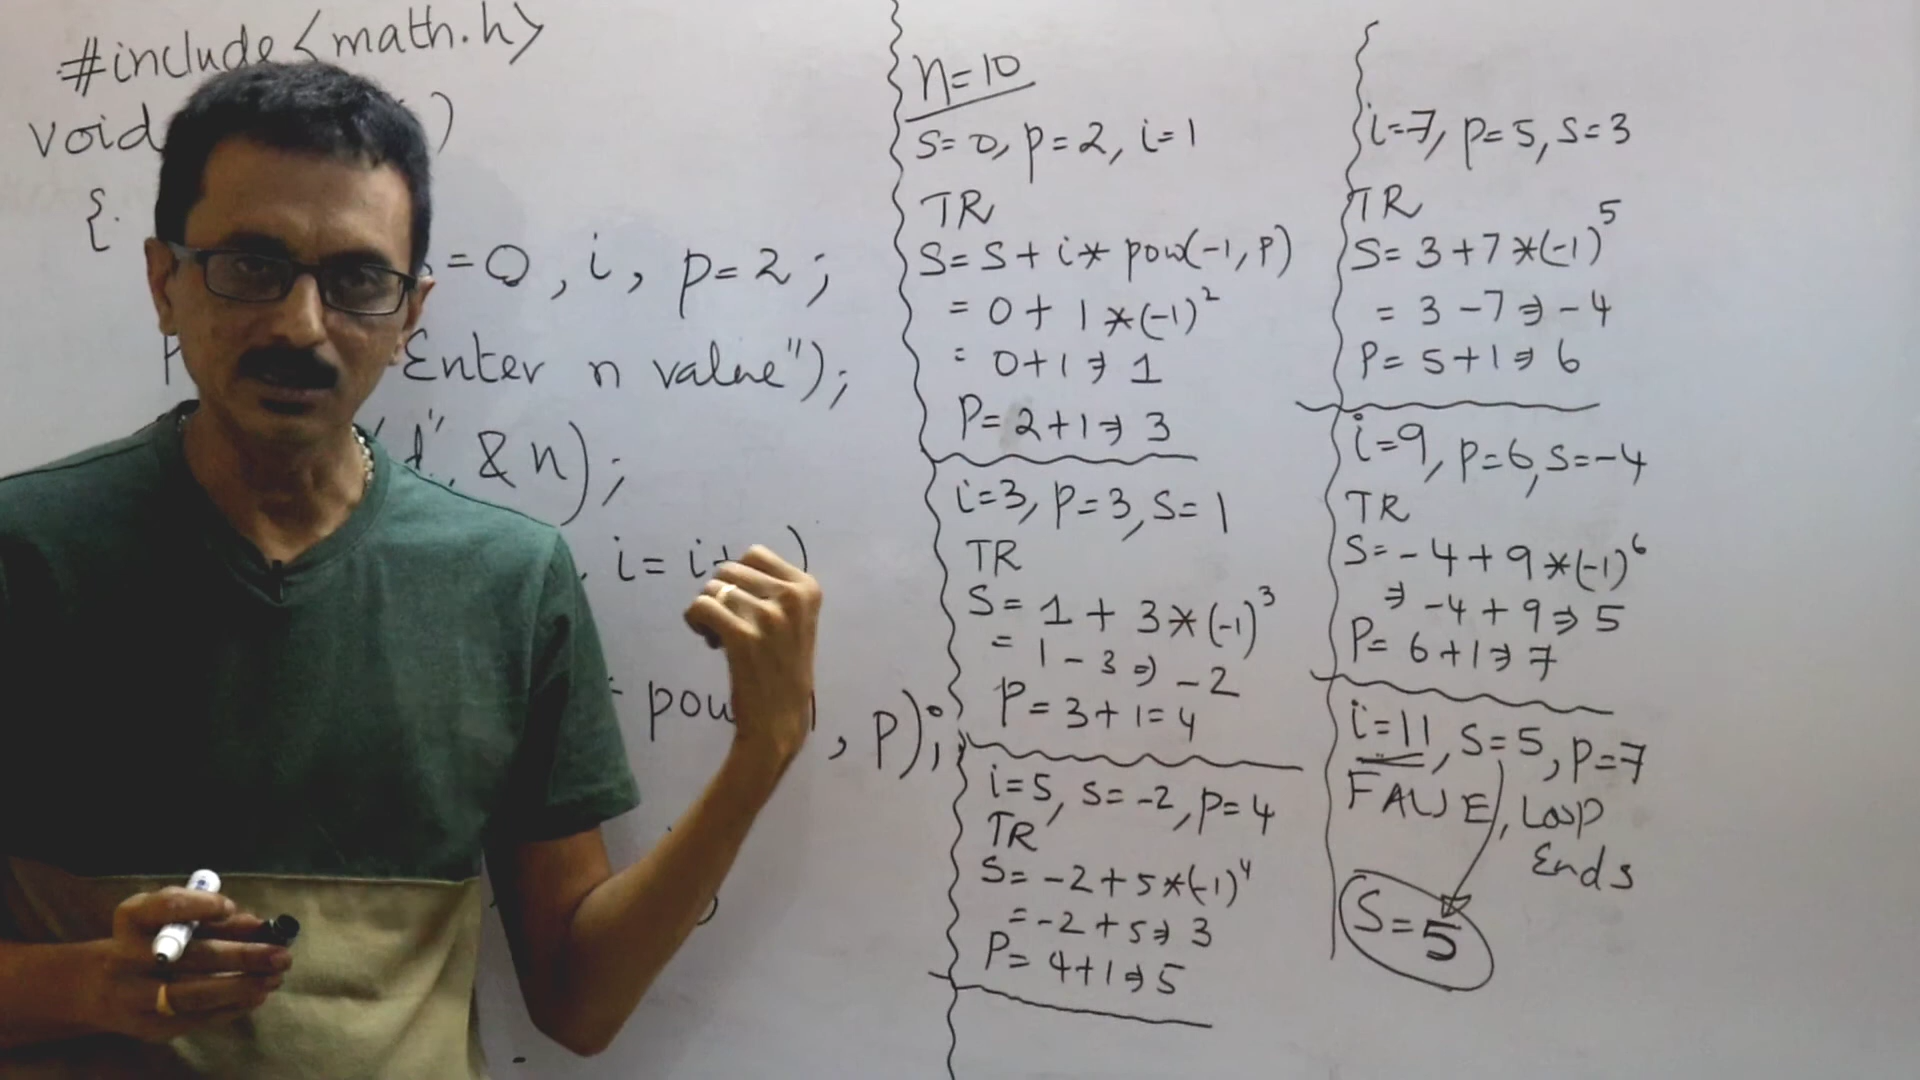 #include<math.h>
void )
{
=0, i, p=2;
Enter n value");
d", &n);
i= i+ )
pow , p);
n=10
s=0, p=2, i=1
TR
S=S+i* pow(-1,P)
= 0+ 1*(-1)²
= 0+1⇒1
P=2+1⇒3
i=3, P=3, S=1
TR
S= 1 + 3*(-1)³
= 1-3⇒-2
P=3+1=4
i=5, S=-2, P=4
TR
S=-2+5*(-1)⁴
=-2+5⇒3
P=4+1⇒5
i=7, P=5, S=3
TR
S=3+7*(-1)⁵
= 3-7⇒-4
P=5+1⇒6
i=9, P=6, S=-4
TR
S=-4+9*(-1)⁶
⇒ -4+9⇒5
P= 6+1⇒7
i=11, S=5, P=7
FALSE, Loop
Ends
S=5